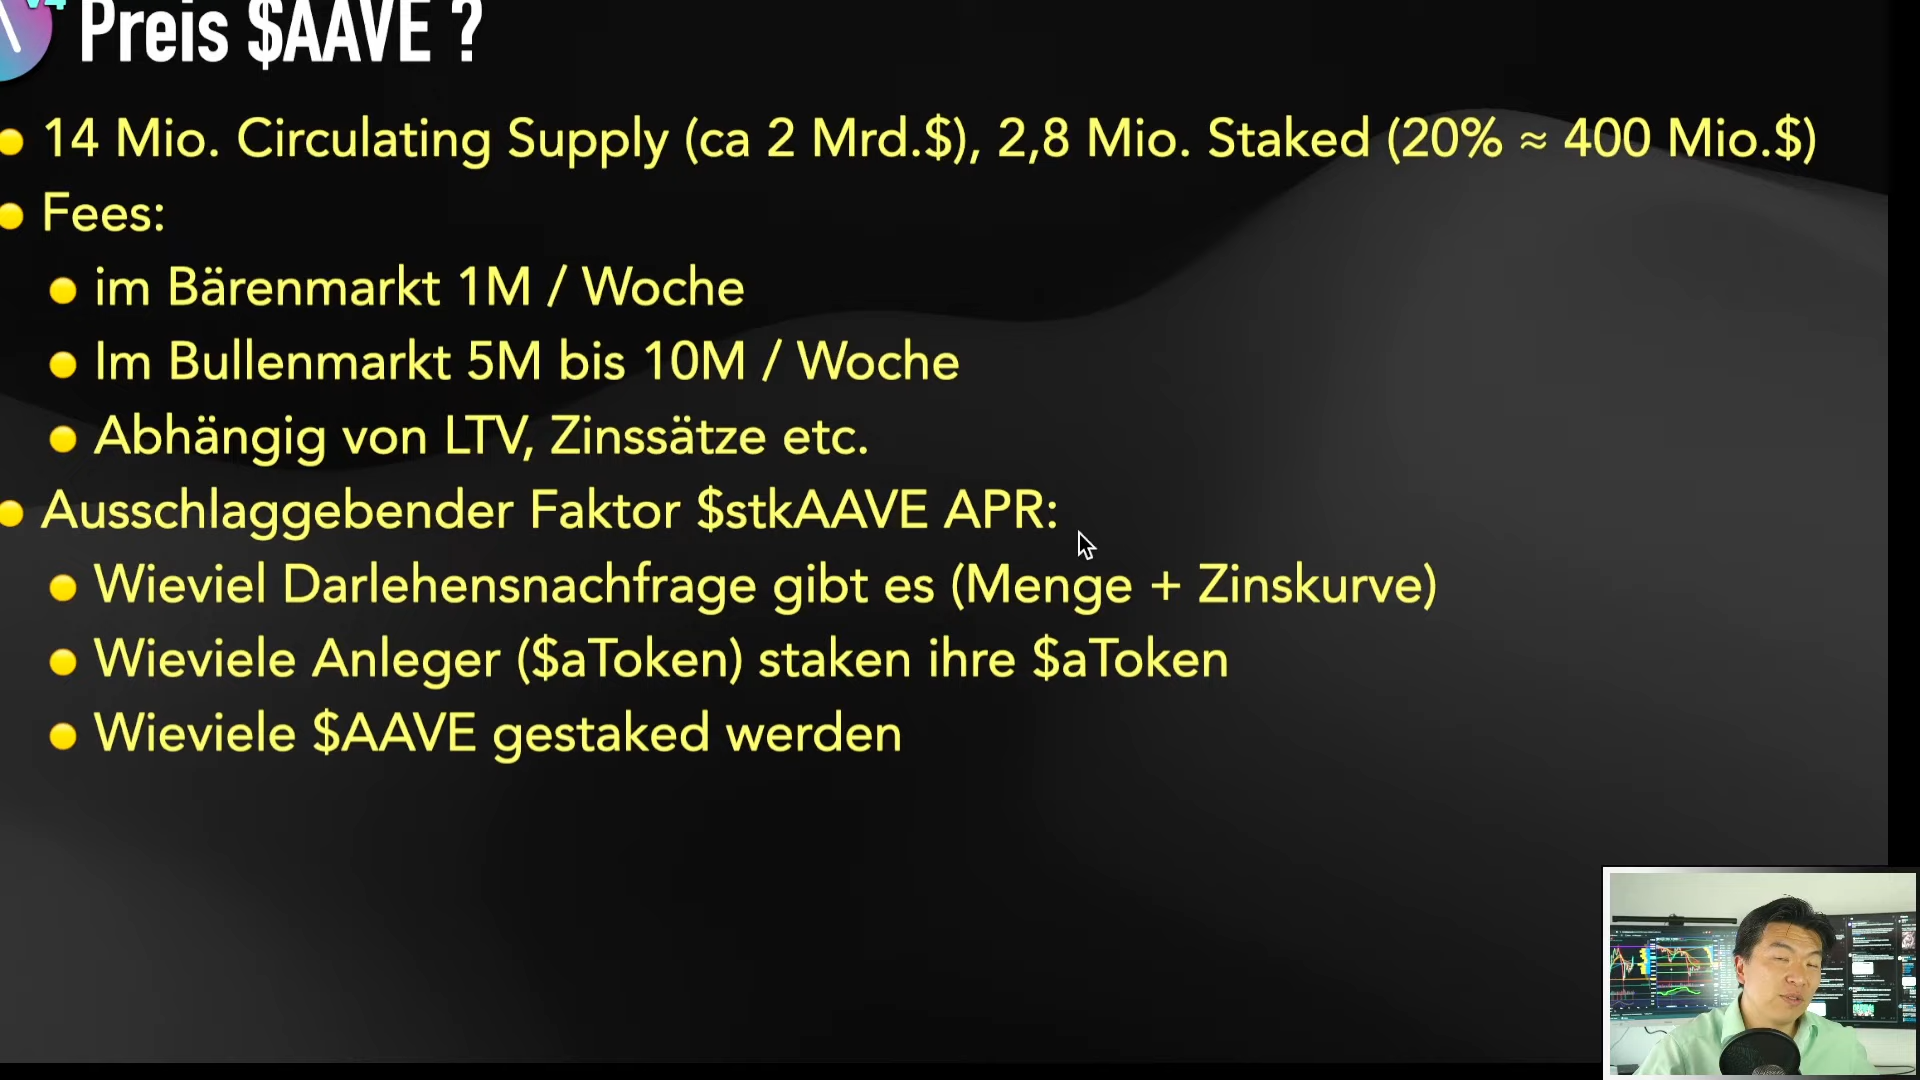 V4
Preis $AAVE ?
14 Mio. Circulating Supply (ca 2 Mrd.$), 2,8 Mio. Staked (20% ≈ 400 Mio.$)
Fees:
im Bärenmarkt 1M / Woche
Im Bullenmarkt 5M bis 10M / Woche
Abhängig von LTV, Zinssätze etc.
Ausschlaggebender Faktor $stkAAVE APR:
Wieviel Darlehensnachfrage gibt es (Menge + Zinskurve)
Wieviele Anleger ($aToken) staken ihre $aToken
Wieviele $AAVE gestaked werden